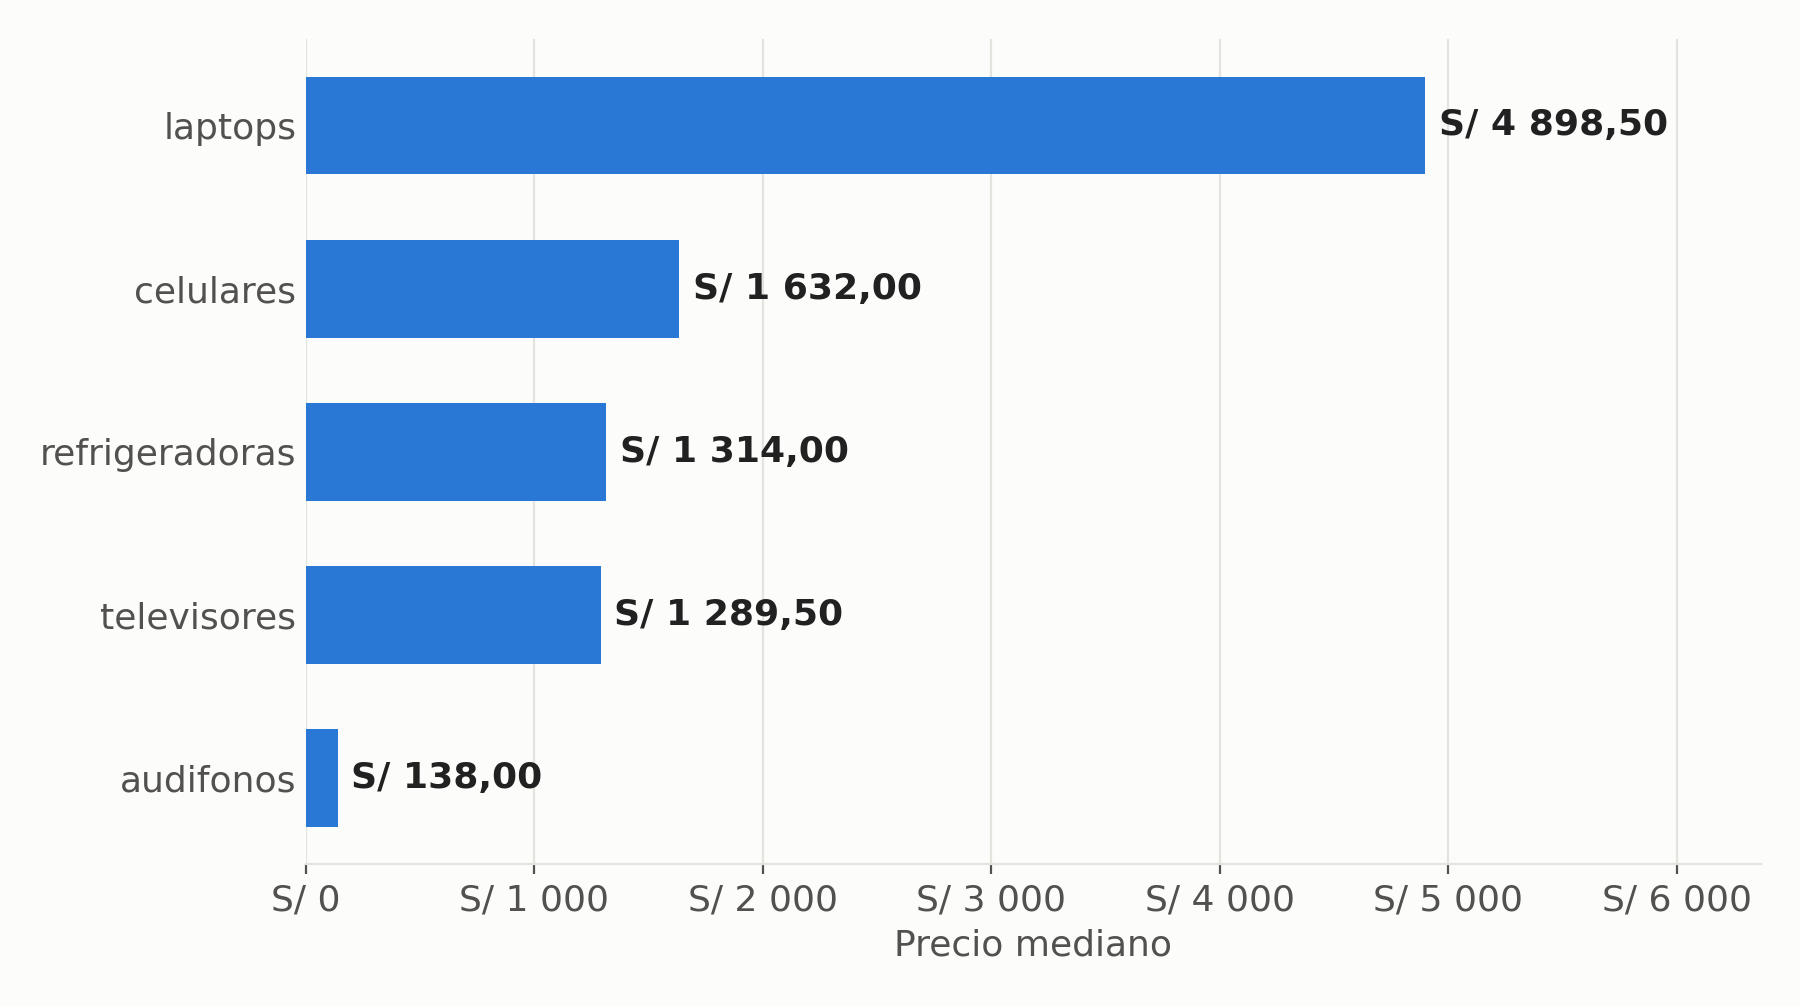 laptops S/ 4 898,50
celulares S/ 1 632,00
refrigeradoras S/ 1 314,00
televisores S/ 1 289,50
audifonos S/ 138,00
S/ 0 S/ 1 000 S/ 2 000 S/ 3 000 S/ 4 000 S/ 5 000 S/ 6 000
Precio mediano